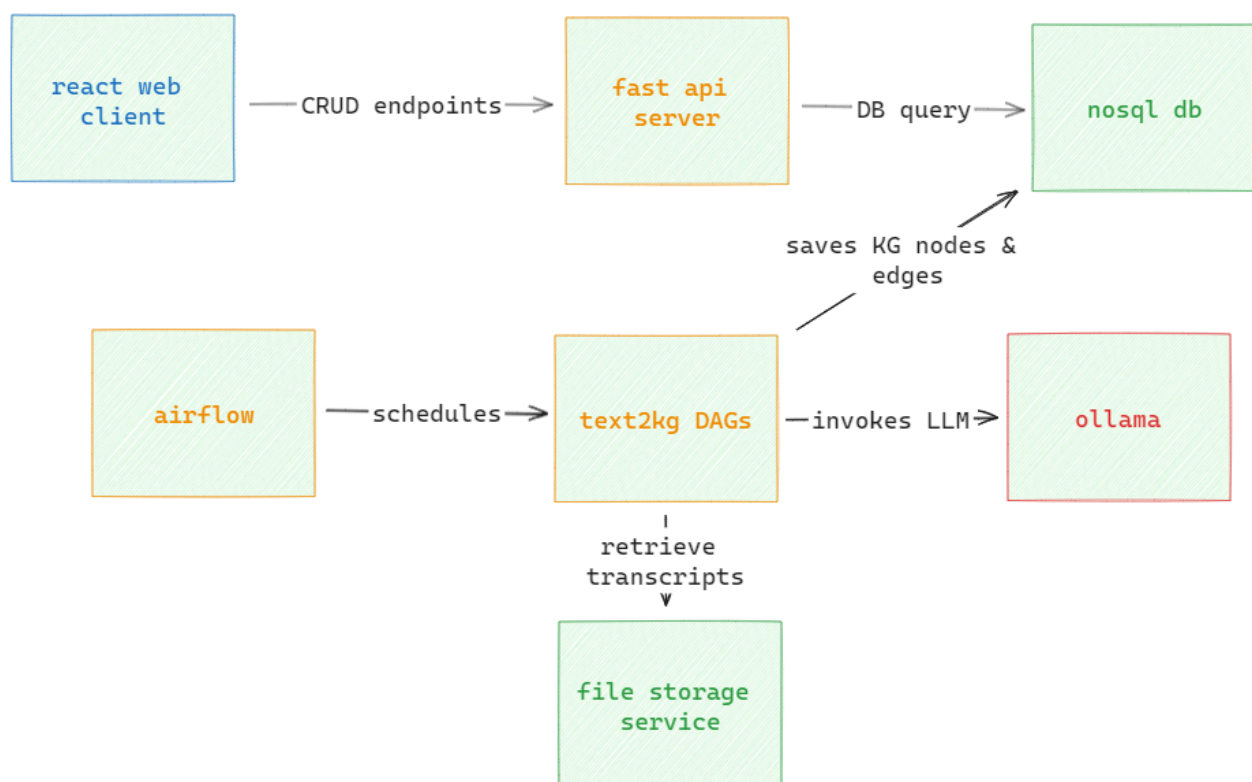 react web
client
CRUD endpoints
fast api
server
DB query
nosql db
saves KG nodes &
edges
airflow
schedules
text2kg DAGs
invokes LLM
ollama
retrieve
transcripts
file storage
service